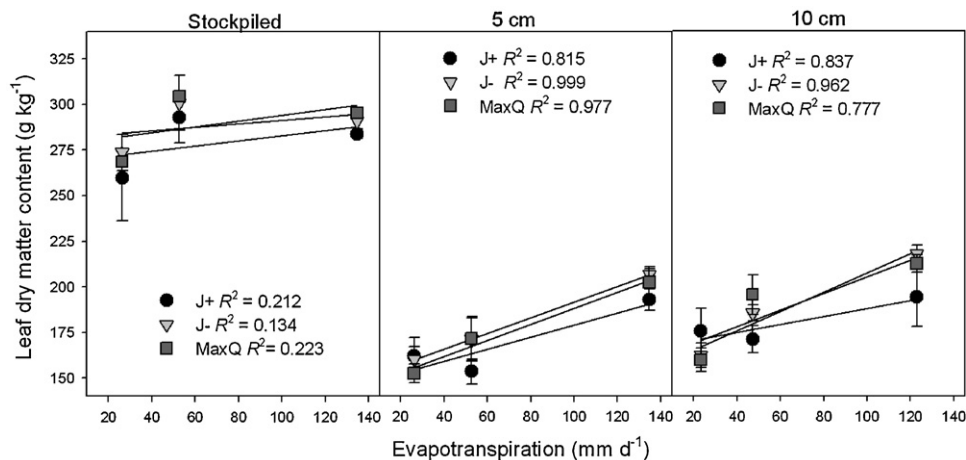 Stockpiled
5 cm
10 cm
Leaf dry matter content (g kg⁻¹)
325
300
275
250
225
200
175
150
J+ R² = 0.212
J- R² = 0.134
MaxQ R²= 0.223
J+ R² = 0.815
J- R² = 0.999
MaxQ R² = 0.977
J+ R² = 0.837
J- R² = 0.962
MaxQ R² = 0.777
20 40 60 80 100 120 140
20 40 60 80 100 120 140
20 40 60 80 100 120 140
Evapotranspiration (mm d⁻¹)